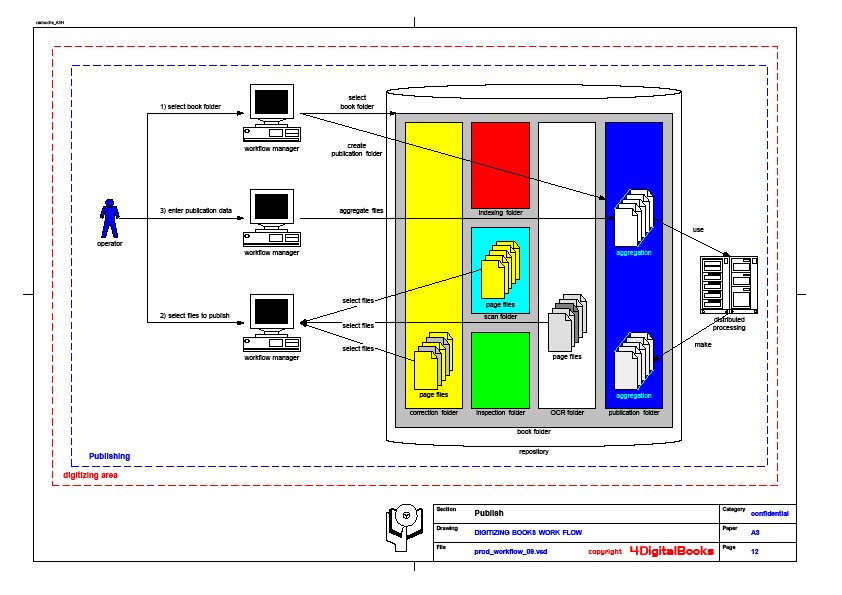 select
book folder
1) select book folder
workflow manager
create
publication folder
indexing folder
3) enter publication data
aggregate files
operator
workflow manager
aggregation
use
page files
scan folder
select files
2) select files to publish
select files
select files
distributed
processing
make
workflow manager
page files
page files
aggregation
correction folder
inspection folder
OCR folder
publication folder
book folder
repository
Publishing
digitizing area
Section
Publish
Category
confidential
Drawing
DIGITIZING BOOKS WORK FLOW
Paper
A3
File
prod_workflow_09.vsd
copyright 4DigitalBooks
Page
12